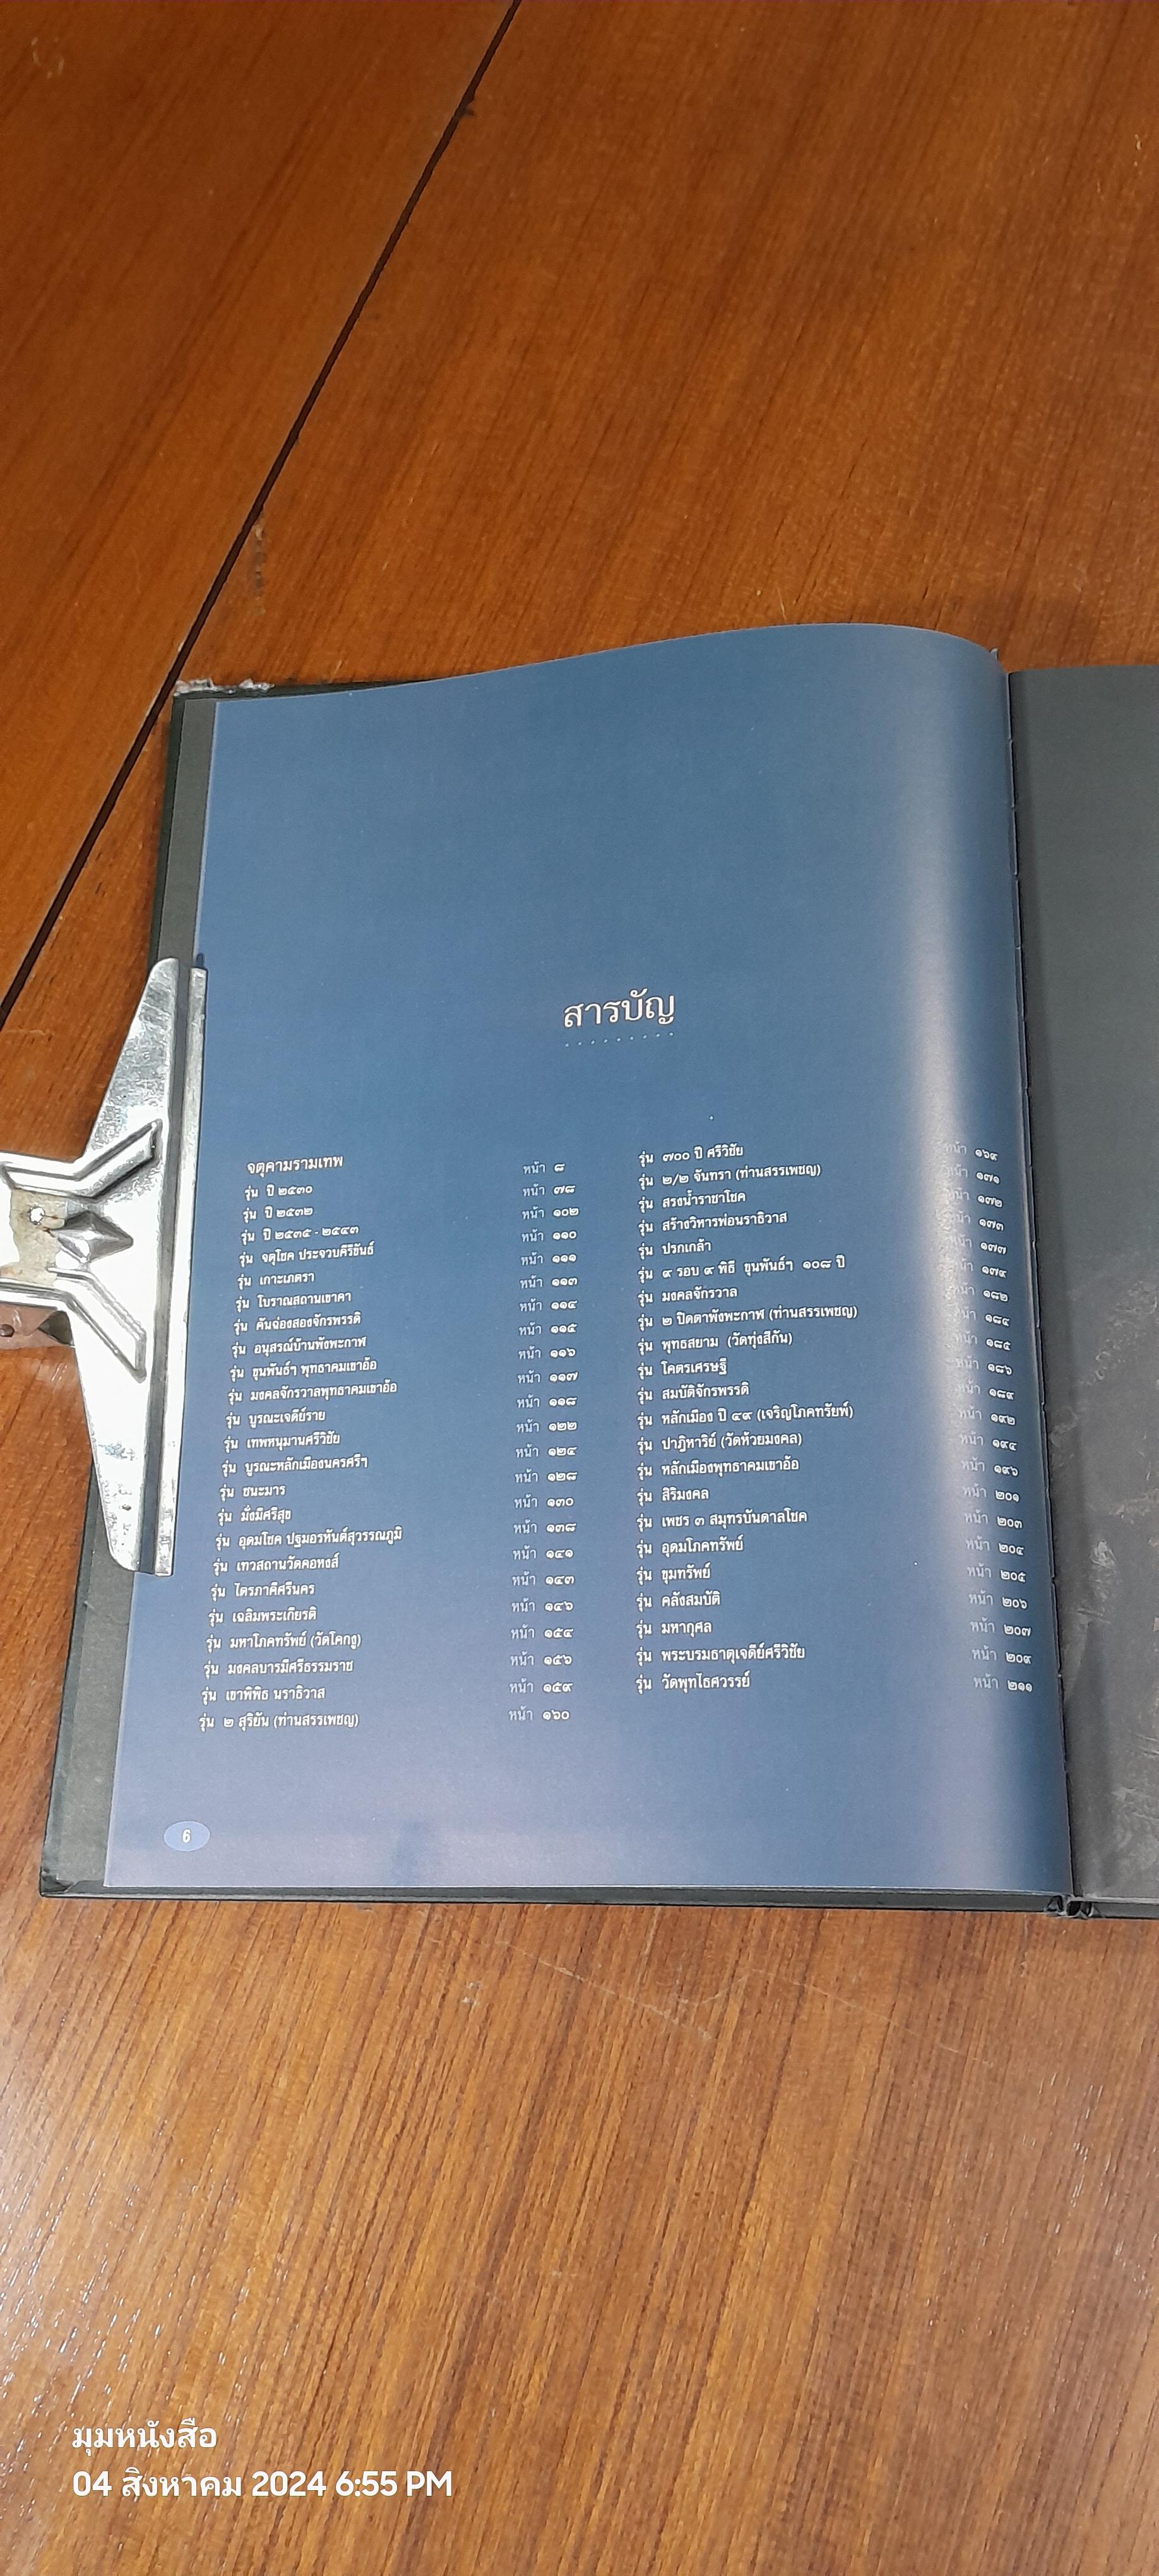 สารบัญ
จตุคามรามเทพ
รุ่น ปี ๒๕๓๐ หน้า ๘
รุ่น ปี ๒๕๓๒ หน้า ๗๘
รุ่น ปี ๒๕๓๕ - ๒๕๔๓ หน้า ๑๐๒
รุ่น จตุโชค ประจวบคีรีขันธ์ หน้า ๑๑๐
รุ่น เกาะเภตรา หน้า ๑๑๑
รุ่น โบราณสถานเขาคา หน้า ๑๑๓
รุ่น คันฉ่องสองจักรพรรดิ หน้า ๑๑๔
รุ่น อนุสรณ์บ้านพังพะกาฬ หน้า ๑๑๕
รุ่น ขุนพันธ์ฯ พุทธาคมเขาอ้อ หน้า ๑๑๖
รุ่น มงคลจักรวาลพุทธาคมเขาอ้อ หน้า ๑๑๗
รุ่น บูรณะเจดีย์ราย หน้า ๑๑๘
รุ่น เทพหนุมานศรีวิชัย หน้า ๑๒๒
รุ่น บูรณะหลักเมืองนครศรีฯ หน้า ๑๒๔
รุ่น ชนะมาร หน้า ๑๒๘
รุ่น มั่งมีศรีสุข หน้า ๑๓๐
รุ่น อุดมโชค ปฐมอรหันต์สุวรรณภูมิ หน้า ๑๓๘
รุ่น เทวสถานวัดคอหงส์ หน้า ๑๔๑
รุ่น ไตรภาคีศรีนคร หน้า ๑๔๓
รุ่น เฉลิมพระเกียรติ หน้า ๑๔๖
รุ่น มหาโภคทรัพย์ (วัดโคกงู) หน้า ๑๕๔
รุ่น มงคลบารมีศรีธรรมราช หน้า ๑๕๖
รุ่น เขาพิพิธ นราธิวาส หน้า ๑๕๙
รุ่น ๒ สุริยัน (ท่านสรรเพชญ) หน้า ๑๖๐
รุ่น ๗๐๐ ปี ศรีวิชัย หน้า ๑๖๙
รุ่น ๒/๒ จันทรา (ท่านสรรเพชญ) หน้า ๑๗๑
รุ่น สรงน้ำราชาโชค หน้า ๑๗๒
รุ่น สร้างวิหารพ่อนราธิวาส หน้า ๑๗๓
รุ่น ปรกเกล้า หน้า ๑๗๗
รุ่น ๙ รอบ ๙ พิธี ขุนพันธ์ฯ ๑๐๘ ปี หน้า ๑๗๙
รุ่น มงคลจักรวาล หน้า ๑๘๒
รุ่น ๒ ปิดตาพังพะกาฬ (ท่านสรรเพชญ) หน้า ๑๘๔
รุ่น พุทธสยาม (วัดทุ่งสีกัน) หน้า ๑๘๕
รุ่น โคตรเศรษฐี หน้า ๑๘๖
รุ่น สมบัติจักรพรรดิ หน้า ๑๘๙
รุ่น หลักเมือง ปี ๔๙ (เจริญโภคทรัยพ์) หน้า ๑๙๒
รุ่น ปาฏิหาริย์ (วัดห้วยมงคล) หน้า ๑๙๔
รุ่น หลักเมืองพุทธาคมเขาอ้อ หน้า ๑๙๖
รุ่น สิริมงคล หน้า ๒๐๑
รุ่น เพชร ๓ สมุทรบันดาลโชค หน้า ๒๐๓
รุ่น อุดมโภคทรัพย์ หน้า ๒๐๔
รุ่น ขุมทรัพย์ หน้า ๒๐๕
รุ่น คลังสมบัติ หน้า ๒๐๖
รุ่น มหากุศล หน้า ๒๐๗
รุ่น พระบรมธาตุเจดีย์ศรีวิชัย หน้า ๒๐๙
รุ่น วัดพุทไธศวรรย์ หน้า ๒๑๑
6
มุมหนังสือ
04 สิงหาคม 2024 6:55 PM